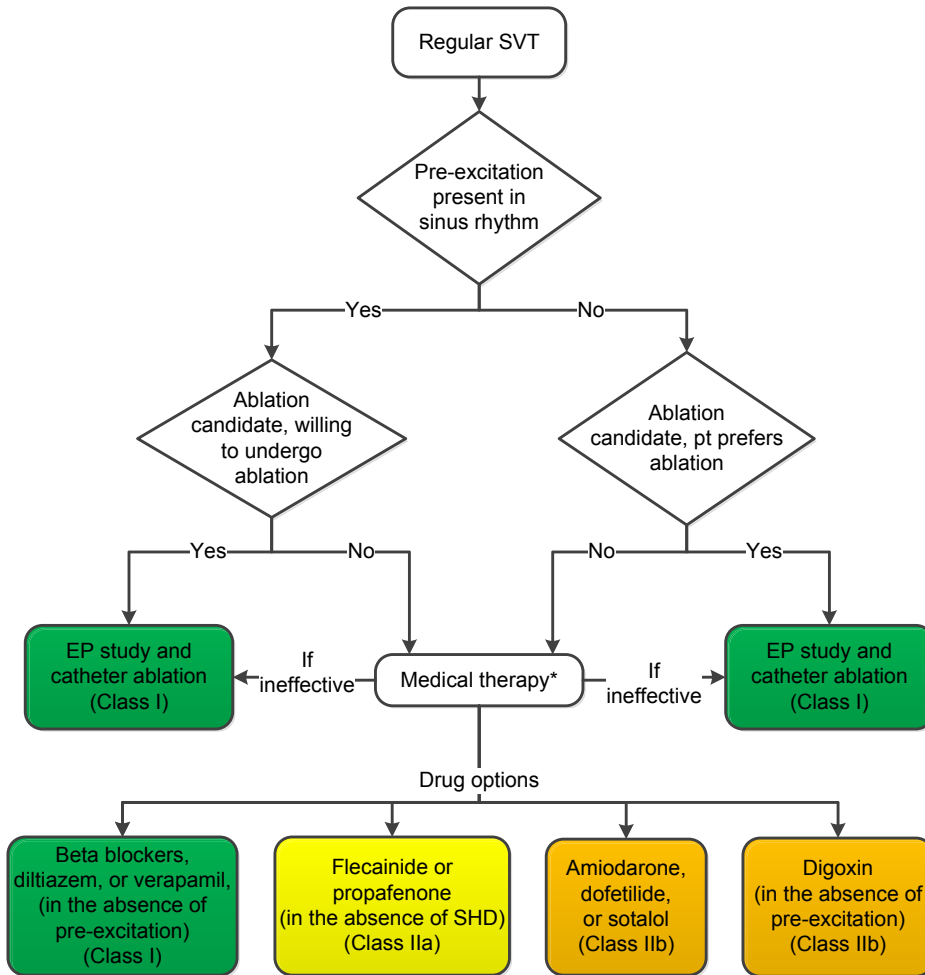 Regular SVT
Pre-excitation
present in
sinus rhythm
Yes
No
Ablation
candidate, willing
to undergo
ablation
Ablation
candidate, pt prefers
ablation
Yes
No
No
Yes
EP study and
catheter ablation
(Class I)
If
ineffective
Medical therapy*
If
ineffective
EP study and
catheter ablation
(Class I)
Drug options
Beta blockers,
diltiazem, or verapamil,
(in the absence of
pre-excitation)
(Class I)
Flecainide or
propafenone
(in the absence of SHD)
(Class IIa)
Amiodarone,
dofetilide,
or sotalol
(Class IIb)
Digoxin
(in the absence of
pre-excitation)
(Class IIb)